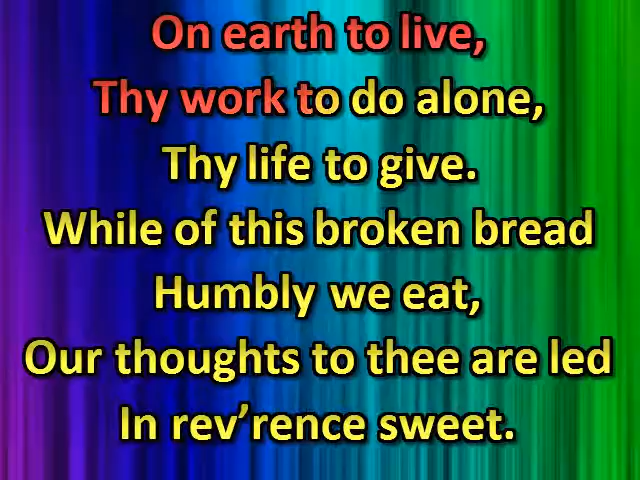 On earth to live,
Thy work to do alone,
Thy life to give.
While of this broken bread
Humbly we eat,
Our thoughts to thee are led
In rev’rence sweet.